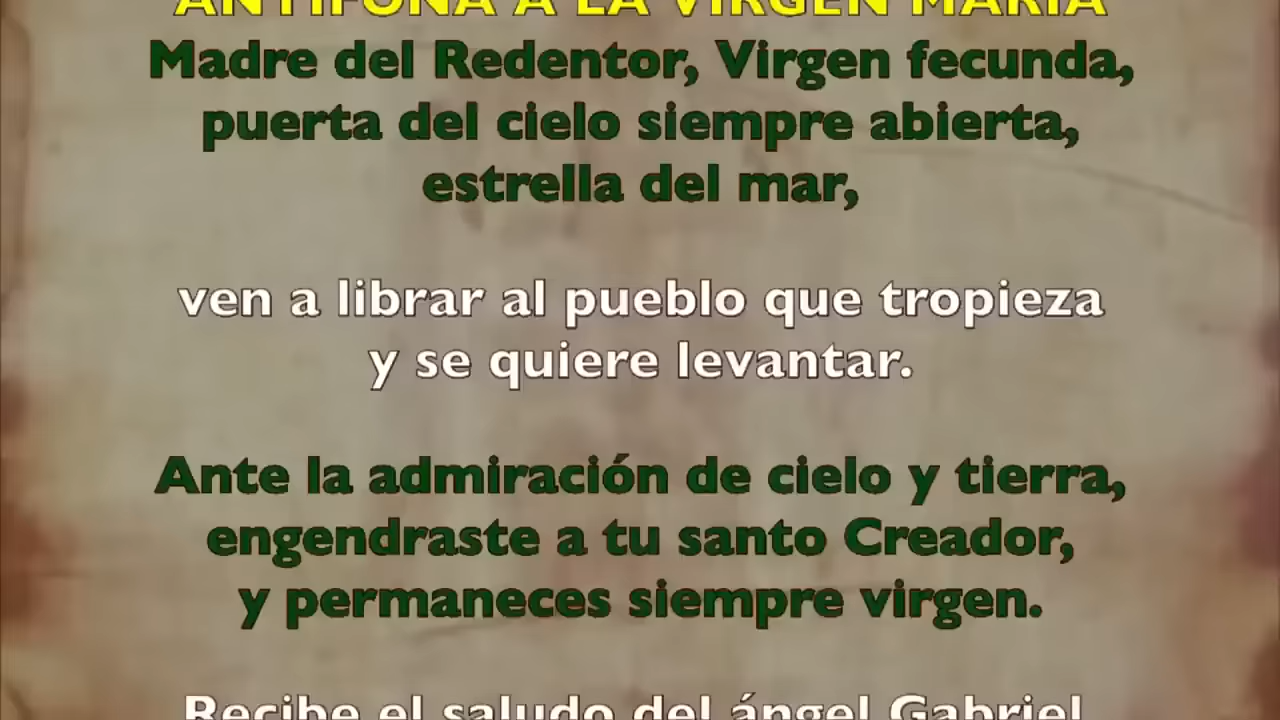 ANTÍFONA A LA VIRGEN MARÍA
Madre del Redentor, Virgen fecunda,
puerta del cielo siempre abierta,
estrella del mar,
ven a librar al pueblo que tropieza
y se quiere levantar.
Ante la admiración de cielo y tierra,
engendraste a tu santo Creador,
y permaneces siempre virgen.
Recibe el saludo del ángel Gabriel